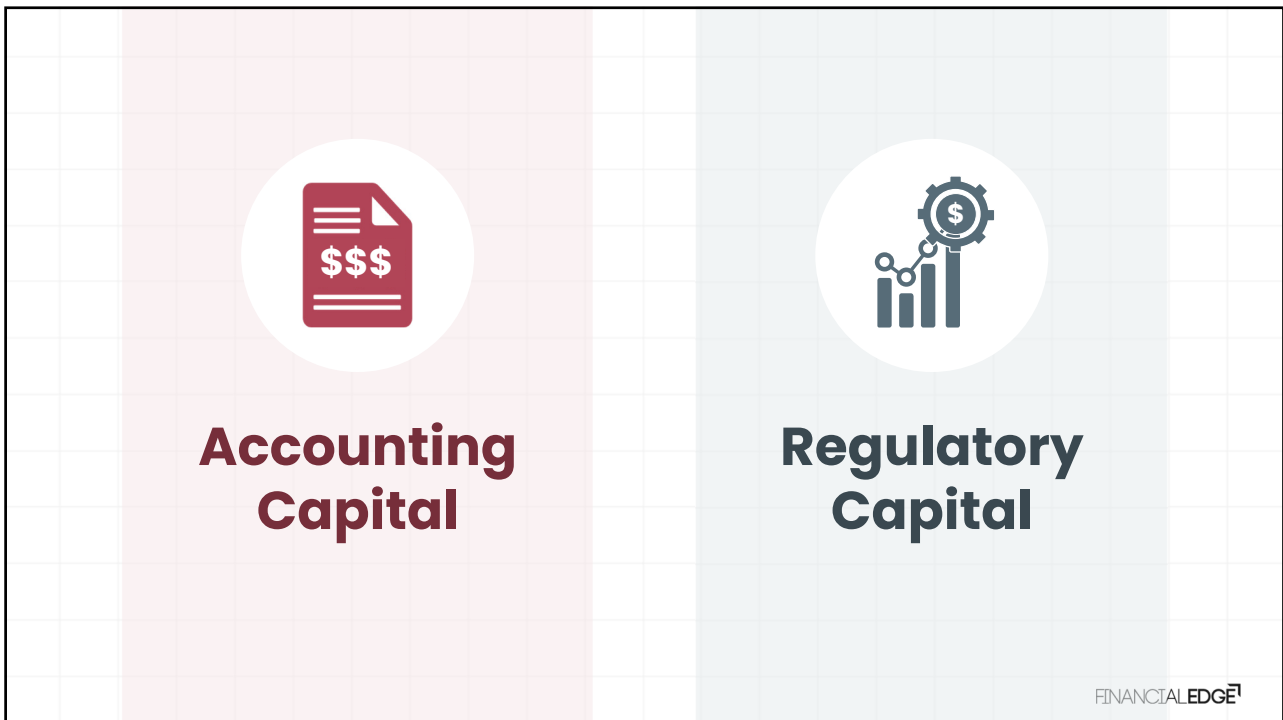 $$$
$
Accounting
Capital
Regulatory
Capital
FINANCIALEDGE